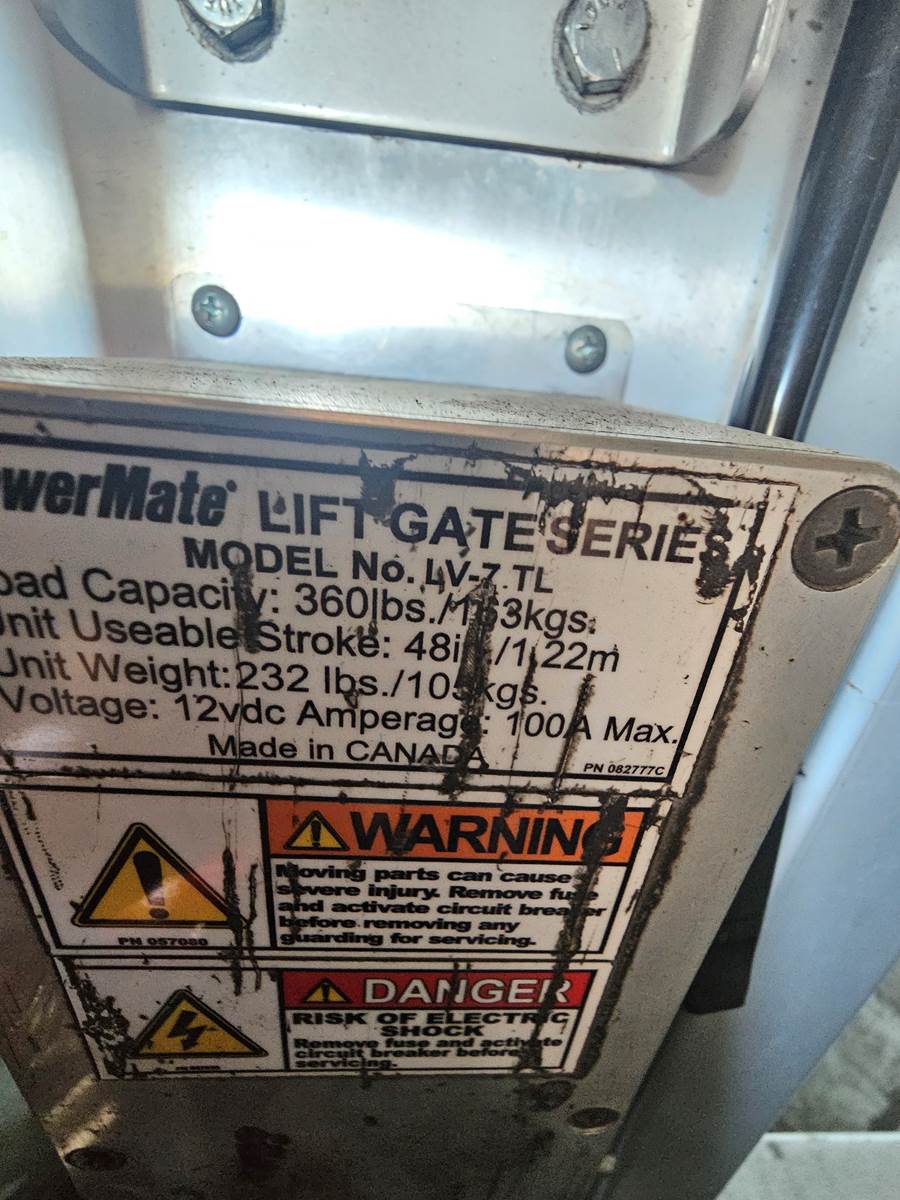 werMate® LIFT GATE SERIES
MODEL No. LV-7 TL
oad Capacity: 360lbs./163kgs.
Unit Useable Stroke: 48in./1.22m
Unit Weight:232 lbs./105kgs.
Voltage: 12vdc Amperage: 100A Max.
Made in CANADA
PN 082777C
WARNING
Moving parts can cause
severe injury. Remove fuse
and activate circuit breaker
before removing any
guarding for servicing.
PN 057080
DANGER
RISK OF ELECTRIC
SHOCK
Remove fuse and activate
circuit breaker before
servicing.